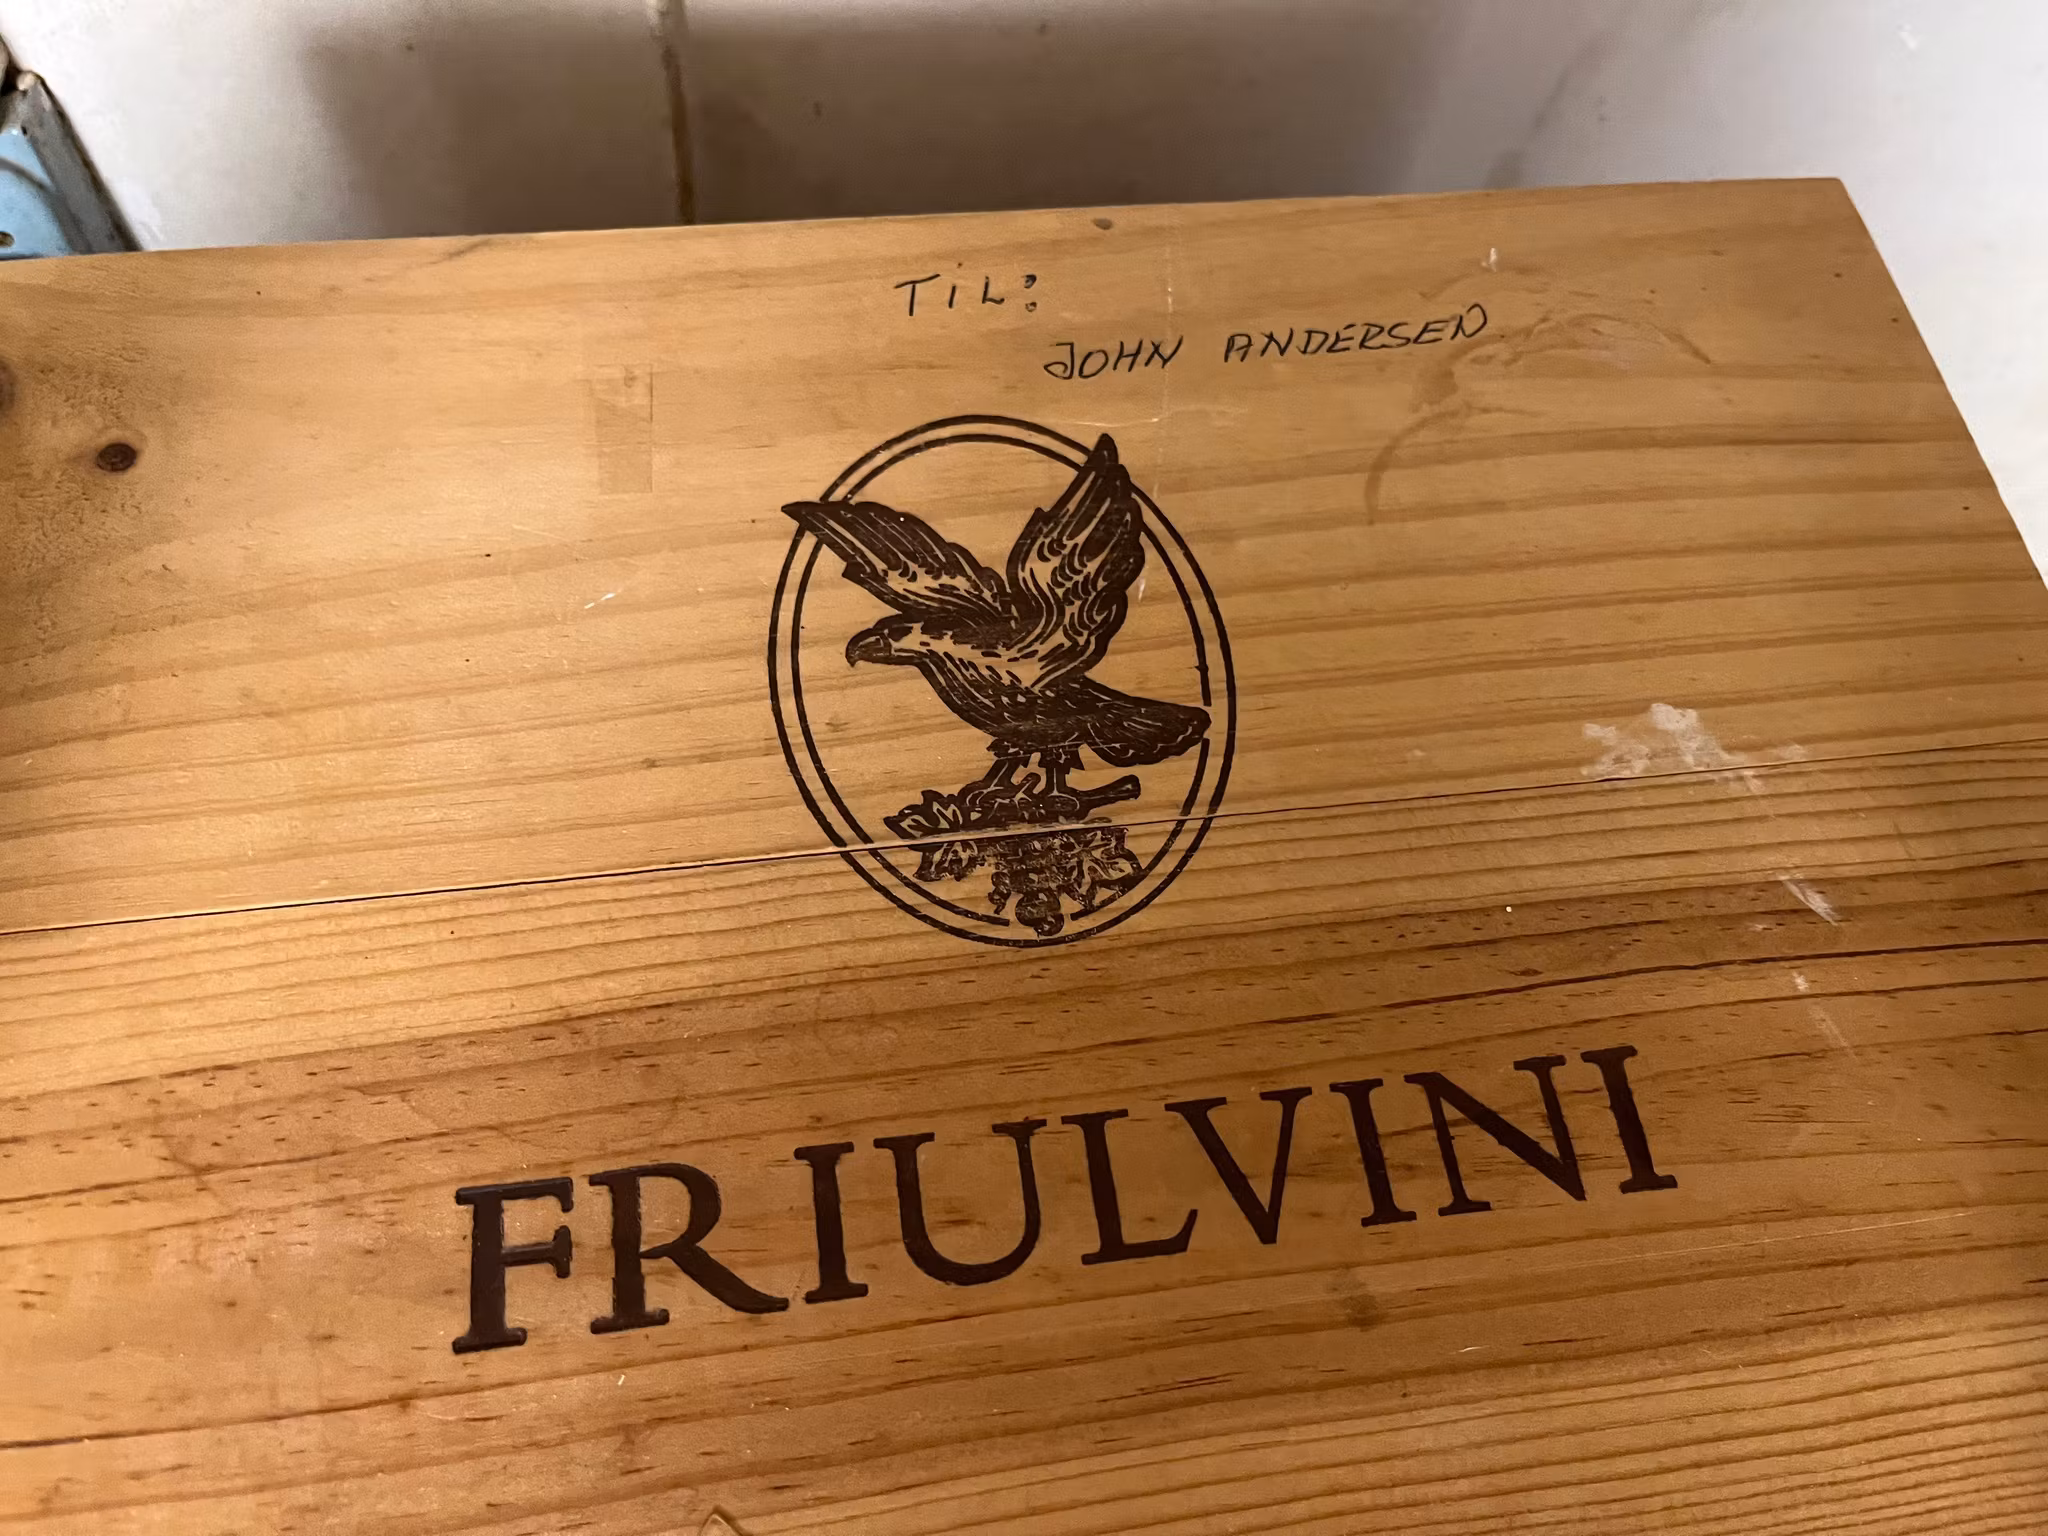 TiL:
JOHN ANDERSEN
FRIULVINI